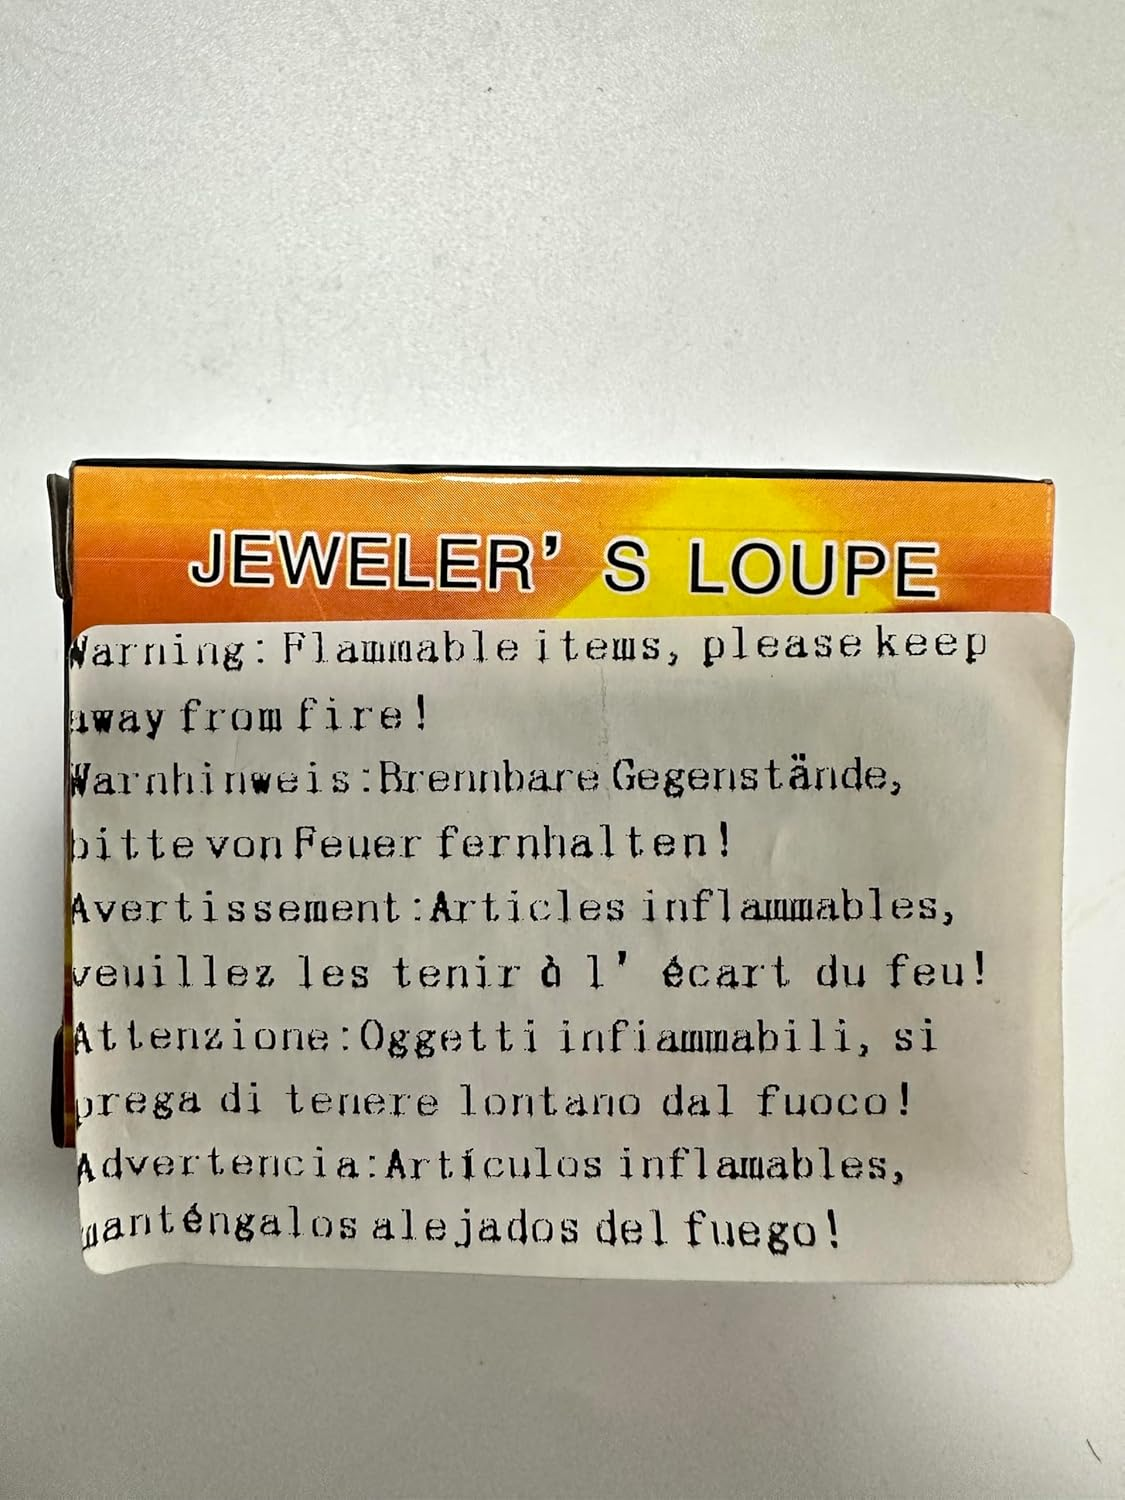 JEWELER' S LOUPE
Warning: Flammable items, please keep
away from fire!
Warnhinweis:Brennbare Gegenstände,
bitte von Feuer fernhalten!
Avertissement:Articles inflammables,
veuillez les tenir à l' écart du feu!
Attenzione:Oggetti infiammabili, si
prega di tenere lontano dal fuoco!
Advertencia:Artículos inflamables,
manténgalos alejados del fuego!